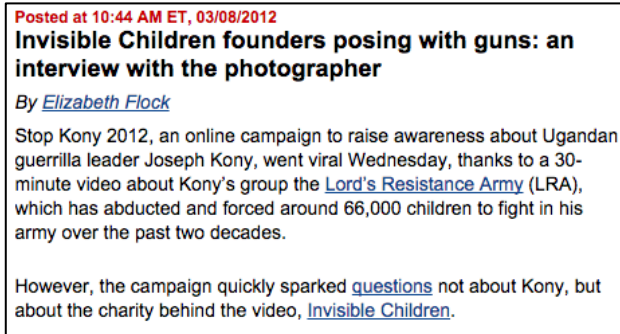 Posted at 10:44 AM ET, 03/08/2012
Invisible Children founders posing with guns: an
interview with the photographer
By Elizabeth Flock
Stop Kony 2012, an online campaign to raise awareness about Ugandan
guerrilla leader Joseph Kony, went viral Wednesday, thanks to a 30-
minute video about Kony's group the Lord's Resistance Army (LRA),
which has abducted and forced around 66,000 children to fight in his
army over the past two decades.
However, the campaign quickly sparked questions not about Kony, but
about the charity behind the video, Invisible Children.